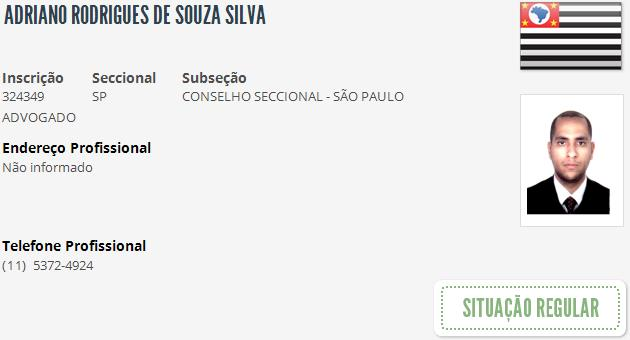 ADRIANO RODRIGUES DE SOUZA SILVA
Inscrição Seccional Subseção
324349 SP CONSELHO SECCIONAL - SÃO PAULO
ADVOGADO
Endereço Profissional
Não informado
Telefone Profissional
(11) 5372-4924
SITUAÇÃO REGULAR